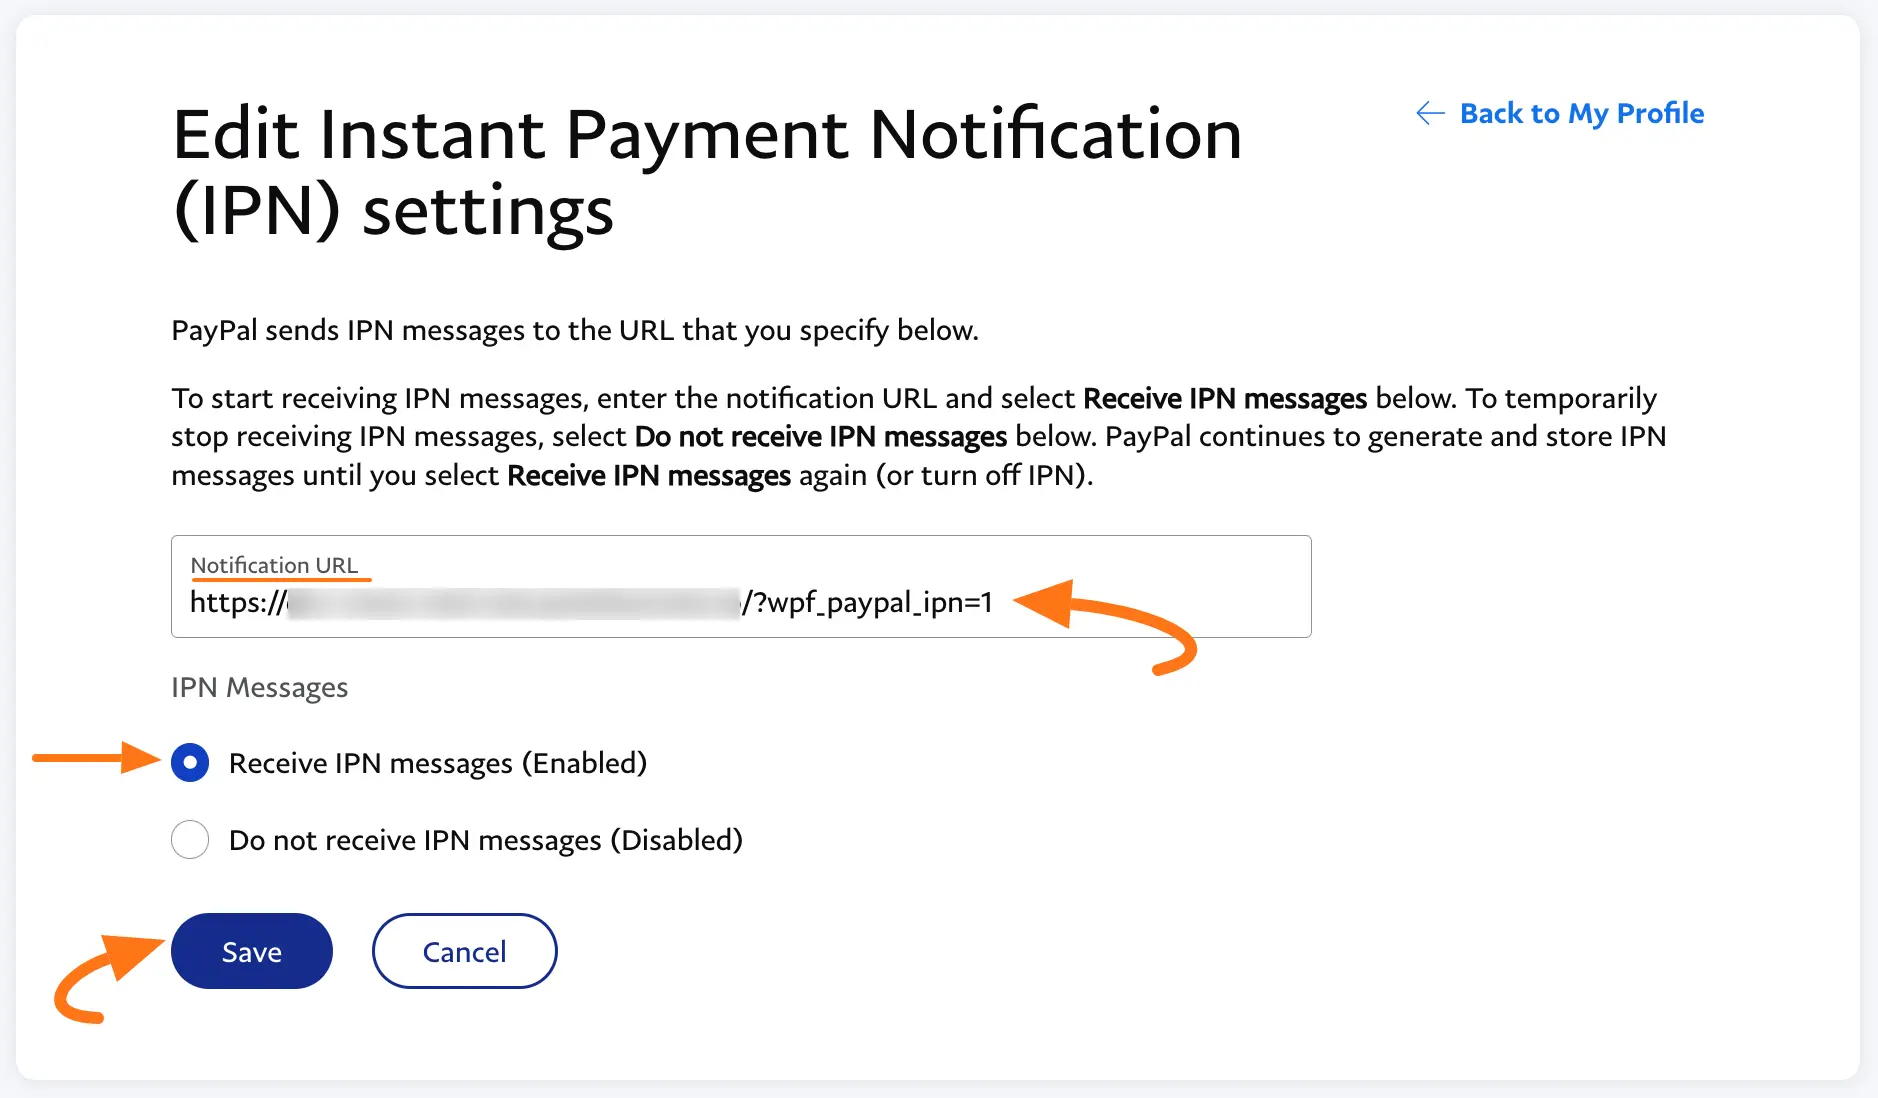 Edit Instant Payment Notification
(IPN) settings
Back to My Profile
PayPal sends IPN messages to the URL that you specify below.
To start receiving IPN messages, enter the notification URL and select Receive IPN messages below. To temporarily
stop receiving IPN messages, select Do not receive IPN messages below. PayPal continues to generate and store IPN
messages until you select Receive IPN messages again (or turn off IPN).
Notification URL
https:// /?wpf_paypal_ipn=1
IPN Messages
Receive IPN messages (Enabled)
Do not receive IPN messages (Disabled)
Save
Cancel